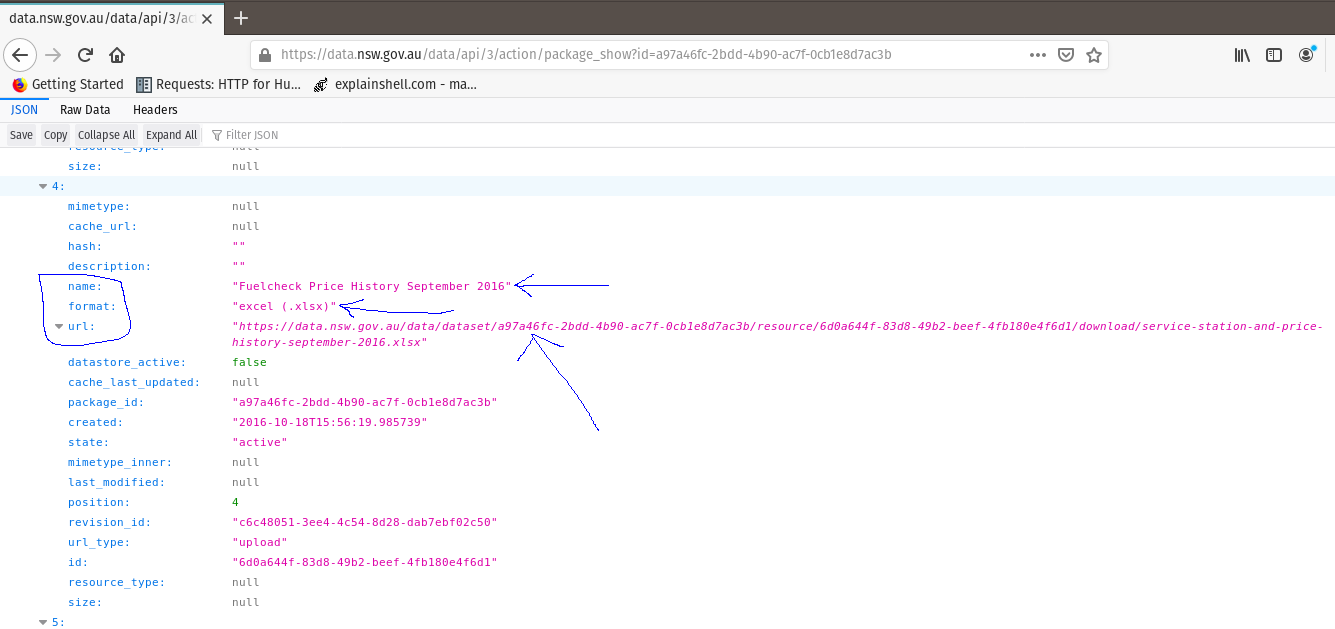 data.nsw.gov.au/data/api/3/ac
https://data.nsw.gov.au/data/api/3/action/package_show?id=a97a46fc-2bdd-4b90-ac7f-0cb1e8d7ac3b
Getting Started Requests: HTTP for Hu... explainshell.com - ma...
JSON Raw Data Headers
Save Copy Collapse All Expand All Filter JSON
resource_type: null
size: null
4:
mimetype: null
cache_url: null
hash: ""
description: ""
name: "Fuelcheck Price History September 2016"
format: "excel (.xlsx)"
url: "https://data.nsw.gov.au/data/dataset/a97a46fc-2bdd-4b90-ac7f-0cb1e8d7ac3b/resource/6d0a644f-83d8-49b2-beef-4fb180e4f6d1/download/service-station-and-price-
history-september-2016.xlsx"
datastore_active: false
cache_last_updated: null
package_id: "a97a46fc-2bdd-4b90-ac7f-0cb1e8d7ac3b"
created: "2016-10-18T15:56:19.985739"
state: "active"
mimetype_inner: null
last_modified: null
position: 4
revision_id: "c6c48051-3ee4-4c54-8d28-dab7ebf02c50"
url_type: "upload"
id: "6d0a644f-83d8-49b2-beef-4fb180e4f6d1"
resource_type: null
size: null
5: